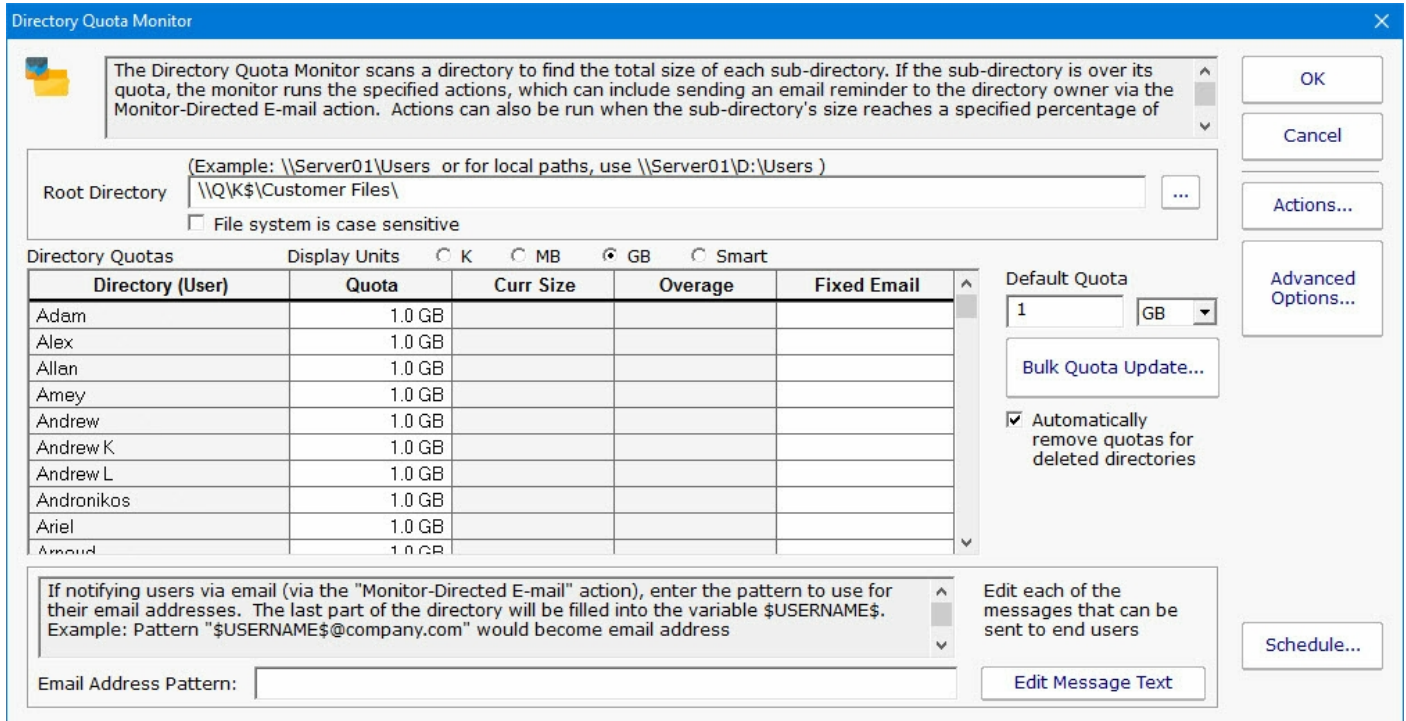 Directory Quota Monitor
The Directory Quota Monitor scans a directory to find the total size of each sub-directory. If the sub-directory is over its
quota, the monitor runs the specified actions, which can include sending an email reminder to the directory owner via the
Monitor-Directed E-mail action.  Actions can also be run when the sub-directory's size reaches a specified percentage of
OK
Cancel
(Example: \\Server01\Users  or for local paths, use \\Server01\D:\Users )
Root Directory \\Q\K$\Customer Files\ ...
Actions...
File system is case sensitive
Directory Quotas Display Units K MB GB Smart
Directory (User) Quota Curr Size Overage Fixed Email
Adam 1.0 GB
Alex 1.0 GB
Allan 1.0 GB
Amey 1.0 GB
Andrew 1.0 GB
Andrew K 1.0 GB
Andrew L 1.0 GB
Andronikos 1.0 GB
Ariel 1.0 GB
Arnoud 1.0 GB
Default Quota
1 GB
Bulk Quota Update...
Automatically
remove quotas for
deleted directories
Advanced
Options...
If notifying users via email (via the "Monitor-Directed E-mail" action), enter the pattern to use for
their email addresses.  The last part of the directory will be filled into the variable $USERNAME$.
Example: Pattern "$USERNAME$@company.com" would become email address
Email Address Pattern:
Edit each of the
messages that can be
sent to end users
Edit Message Text
Schedule...